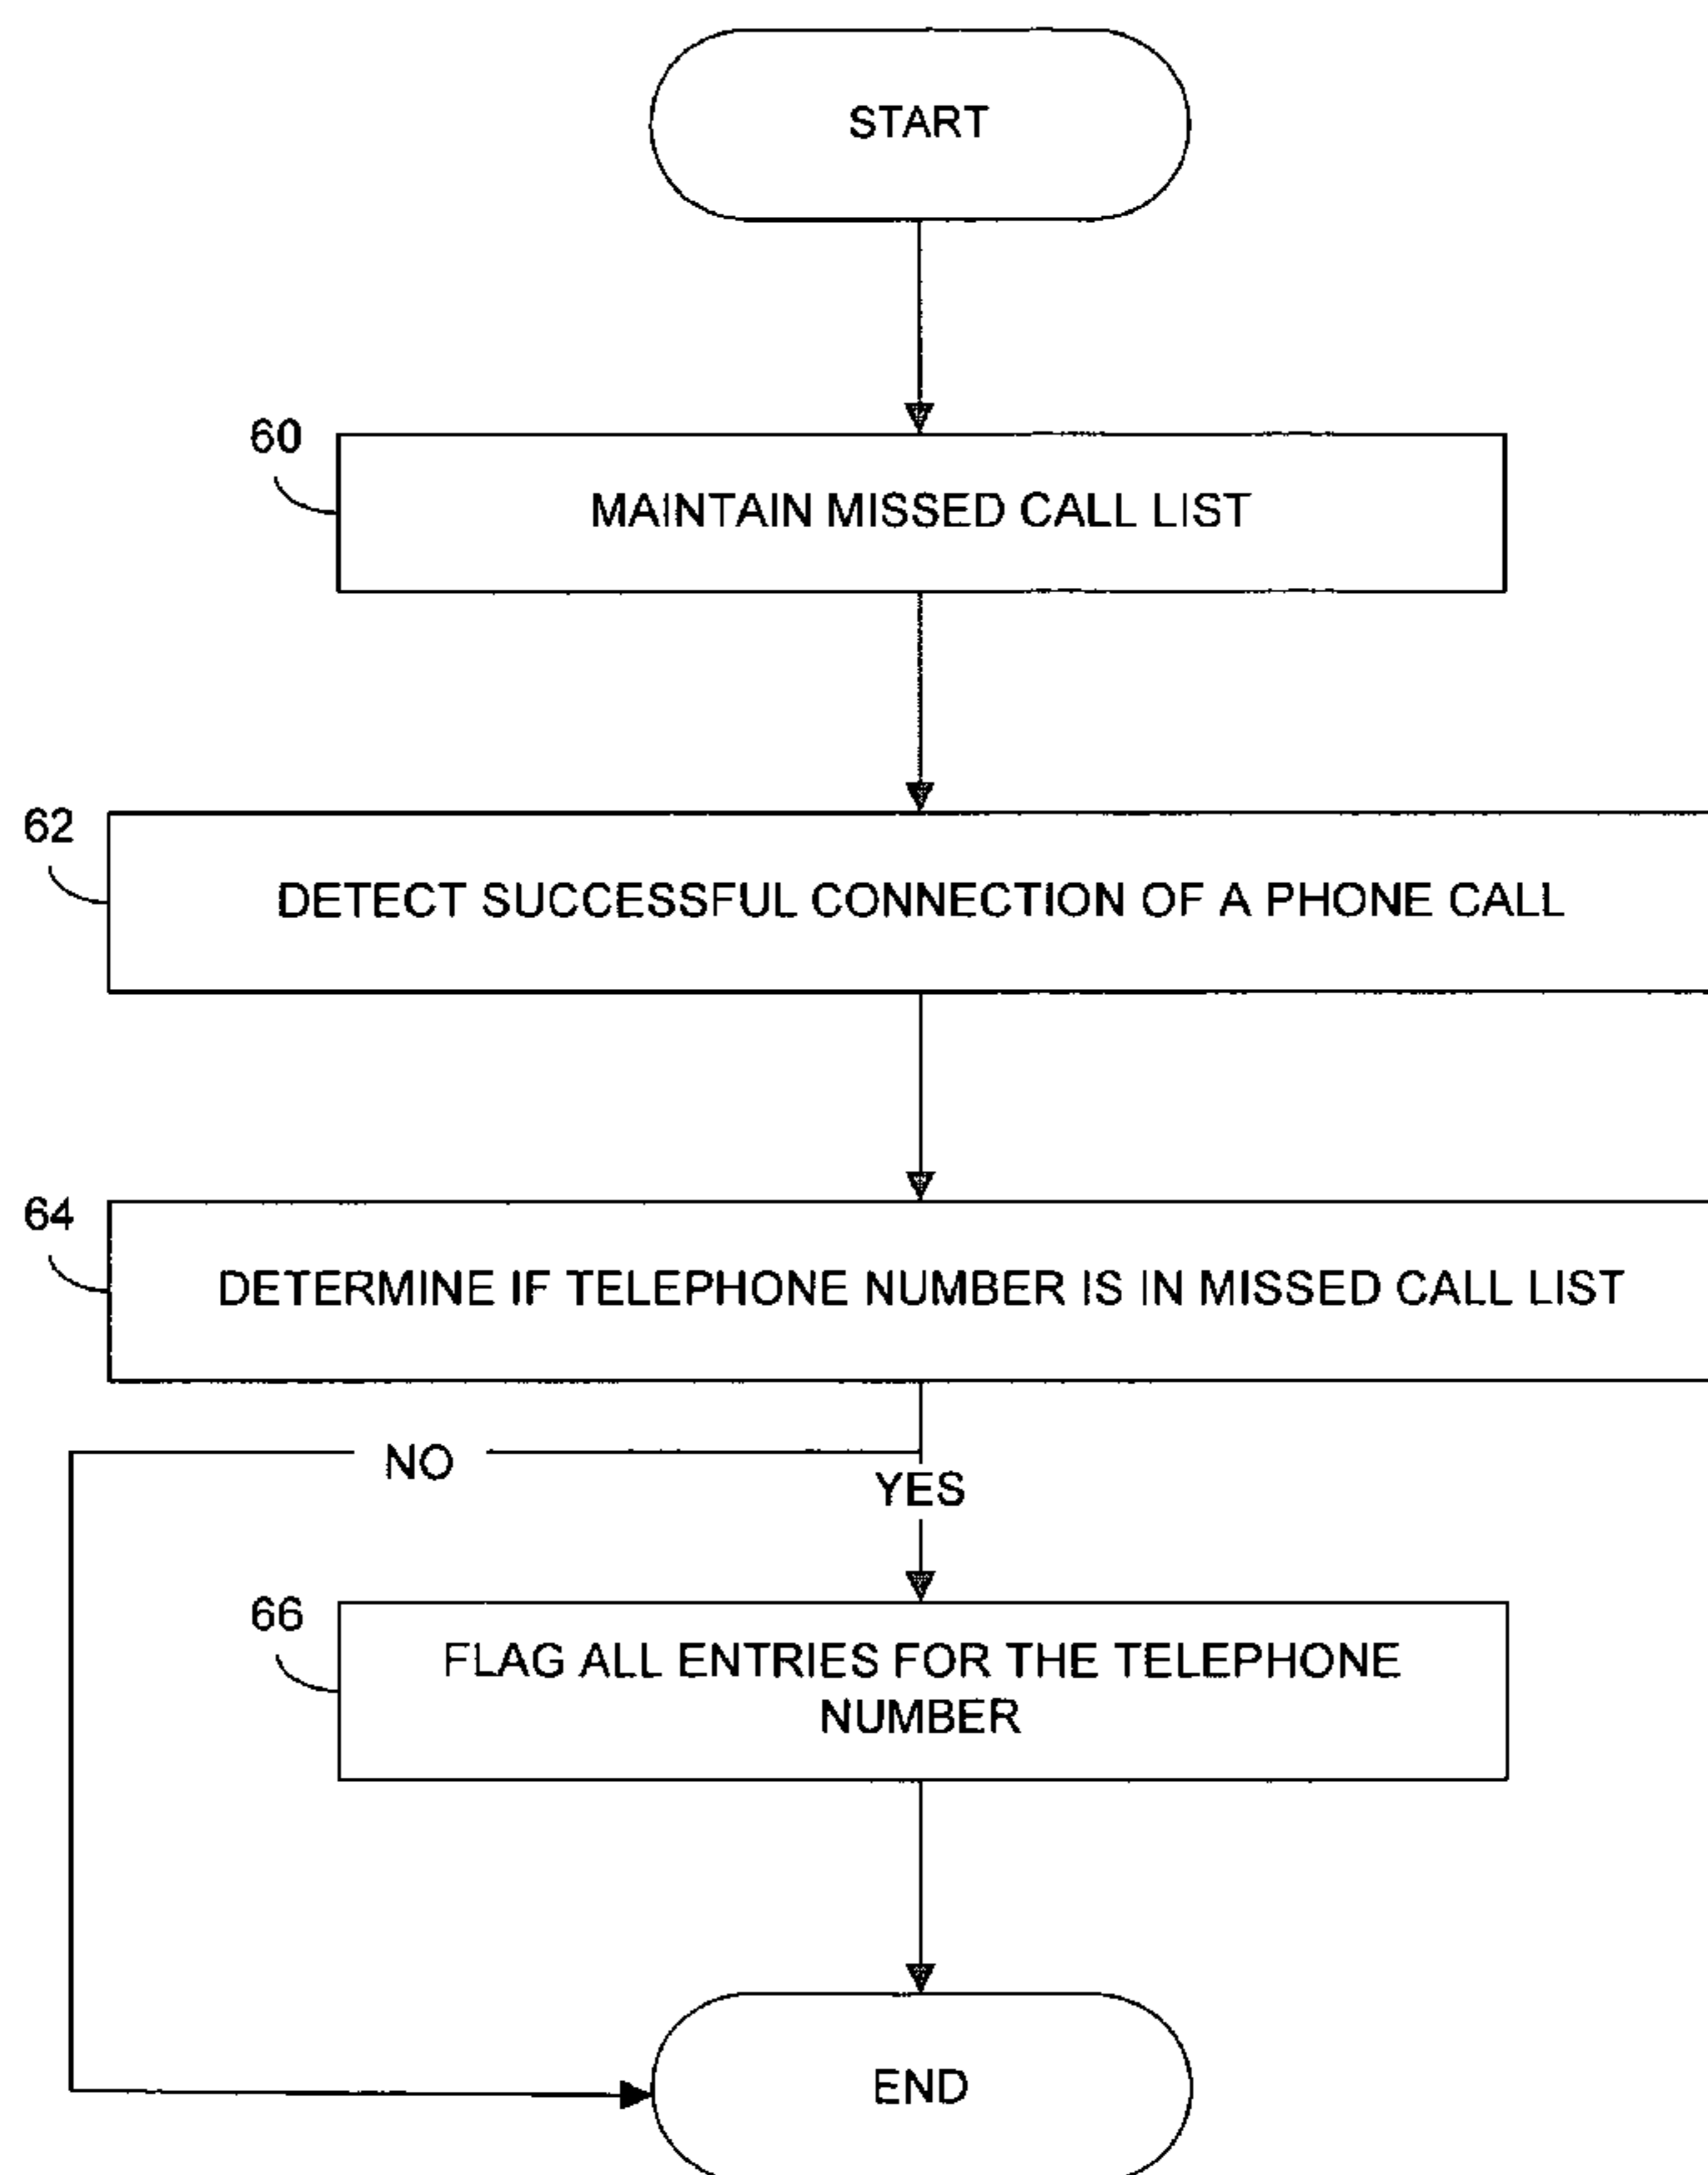 START
60
MAINTAIN MISSED CALL LIST
62
DETECT SUCCESSFUL CONNECTION OF A PHONE CALL
64
DETERMINE IF TELEPHONE NUMBER IS IN MISSED CALL LIST
NO
YES
66
FLAG ALL ENTRIES FOR THE TELEPHONE
NUMBER
END